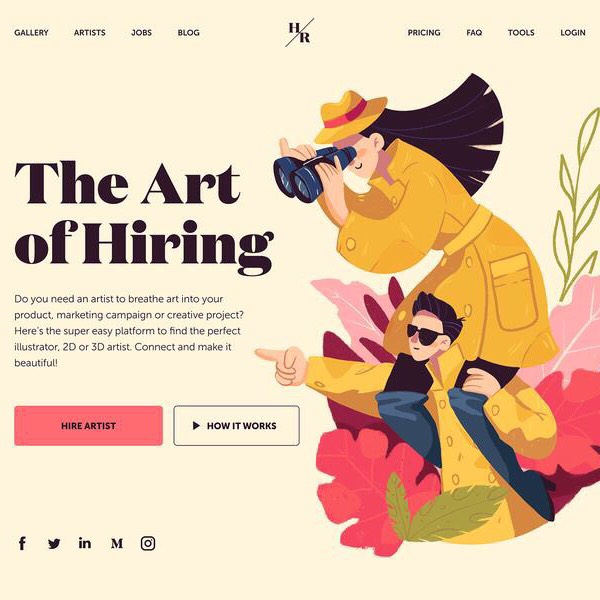 GALLERY ARTISTS JOBS BLOG
H/R
PRICING FAQ TOOLS LOGIN
The Art
of Hiring
Do you need an artist to breathe art into your
product, marketing campaign or creative project?
Here's the super easy platform to find the perfect
illustrator, 2D or 3D artist. Connect and make it
beautiful!
HIRE ARTIST
HOW IT WORKS